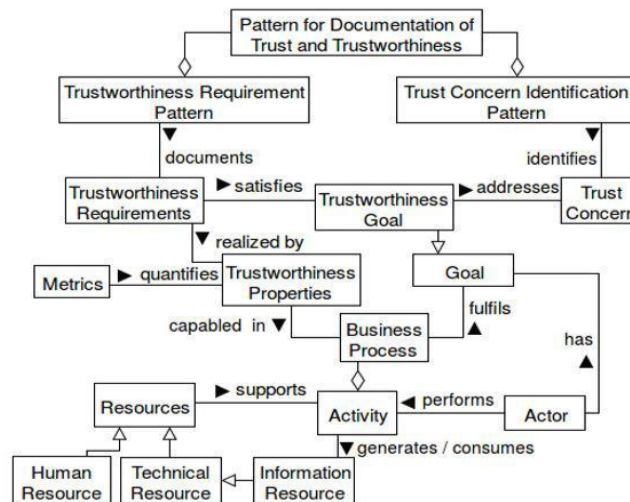 Pattern for Documentation of
Trust and Trustworthiness
Trustworthiness Requirement
Pattern
Trust Concern Identification
Pattern
documents
identifies
Trustworthiness
Requirements
satisfies
Trustworthiness
Goal
addresses
Trust
Concern
realized by
Metrics
quantifies
Trustworthiness
Properties
Goal
capabled in
Business
Process
fulfils
has
Resources
supports
Activity
performs
Actor
generates / consumes
Human
Resource
Technical
Resource
Information
Resource